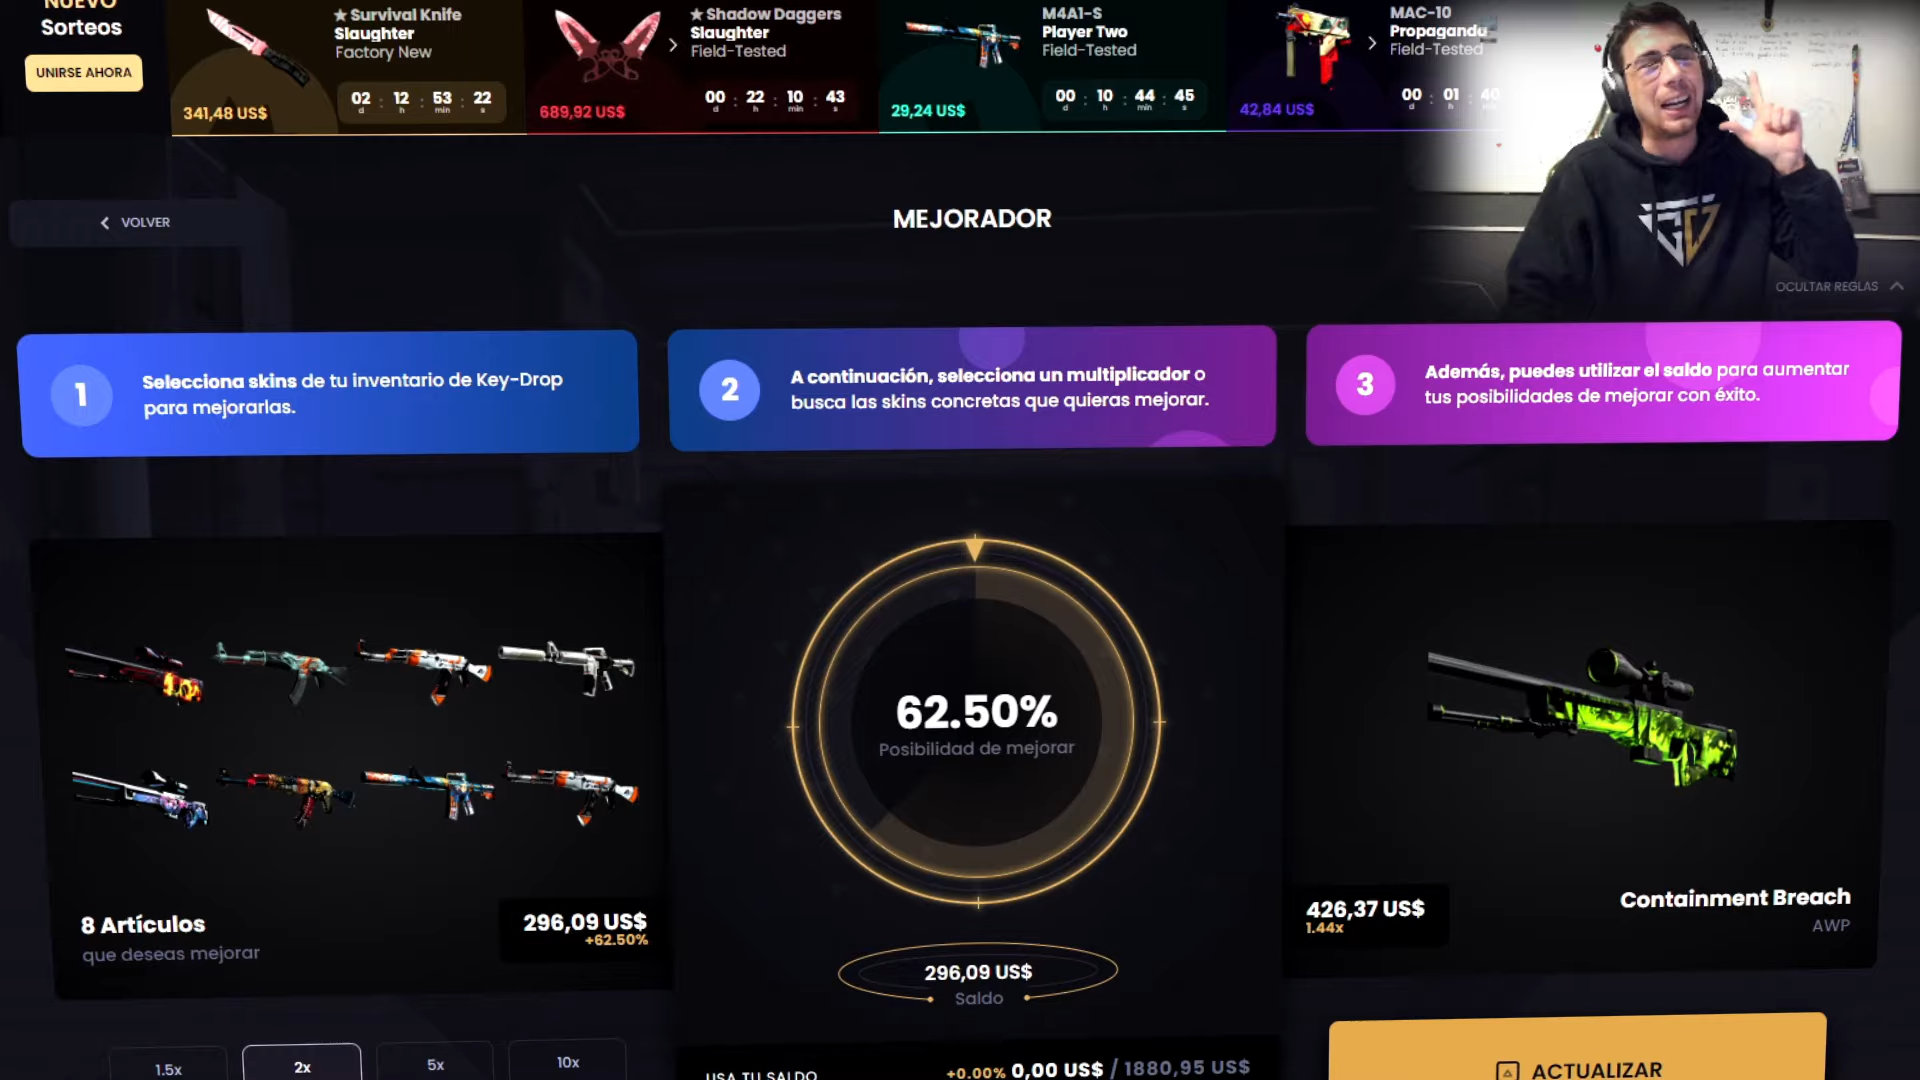 NUEVO
Sorteos
UNIRSE AHORA
★ Survival Knife
Slaughter
Factory New
341,48 US$
02 : 12 : 53 : 22
d h min s
★ Shadow Daggers
Slaughter
Field-Tested
689,92 US$
00 : 22 : 10 : 43
d h min s
M4A1-S
Player Two
Field-Tested
29,24 US$
00 : 10 : 44 : 45
d h min s
MAC-10
Propaganda
Field-Tested
42,84 US$
00 : 01 : 40
d h min
VOLVER
MEJORADOR
OCULTAR REGLAS
1
Selecciona skins de tu inventario de Key-Drop
para mejorarlas.
2
A continuación, selecciona un multiplicador o
busca las skins concretas que quieras mejorar.
3
Además, puedes utilizar el saldo para aumentar
tus posibilidades de mejorar con éxito.
62.50%
Posibilidad de mejorar
8 Artículos
que deseas mejorar
296,09 US$
+62.50%
296,09 US$
Saldo
426,37 US$
1.44x
Containment Breach
AWP
1.5x
2x
5x
10x
USA TU SALDO
+0.00% 0,00 US$ / 1880,95 US$
ACTUALIZAR